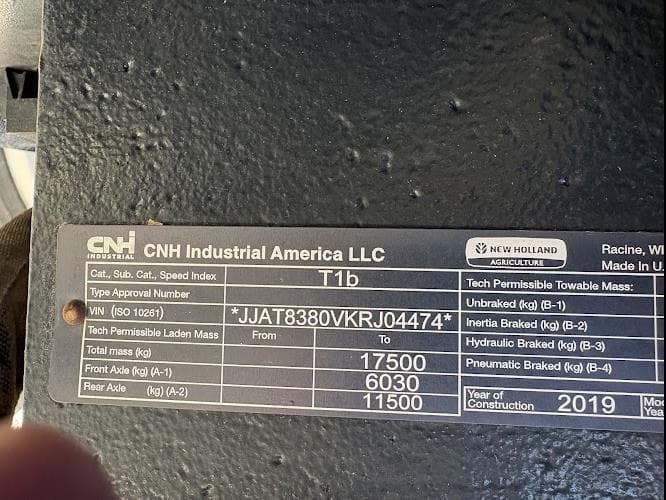 CNH INDUSTRIAL CNH Industrial America LLC
NEW HOLLAND AGRICULTURE
Racine, WI
Made In U.
Cat., Sub. Cat., Speed Index T1b
Type Approval Number
VIN (ISO 10261) *JJAT8380VKRJ04474*
Tech Permissible Laden Mass From To
Total mass (kg) 17500
Front Axle (kg) (A-1) 6030
Rear Axle (kg) (A-2) 11500
Tech Permissible Towable Mass:
Unbraked (kg) (B-1)
Inertia Braked (kg) (B-2)
Hydraulic Braked (kg) (B-3)
Pneumatic Braked (kg) (B-4)
Year of Construction 2019